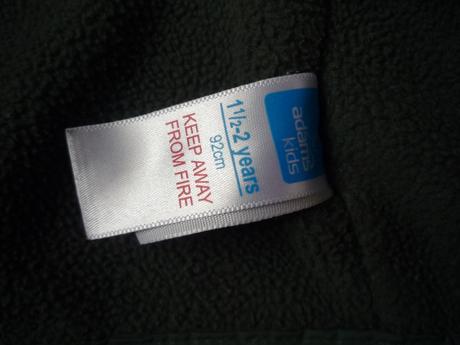 adams
kids
1½-2 years
92cm
KEEP AWAY
FROM FIRE